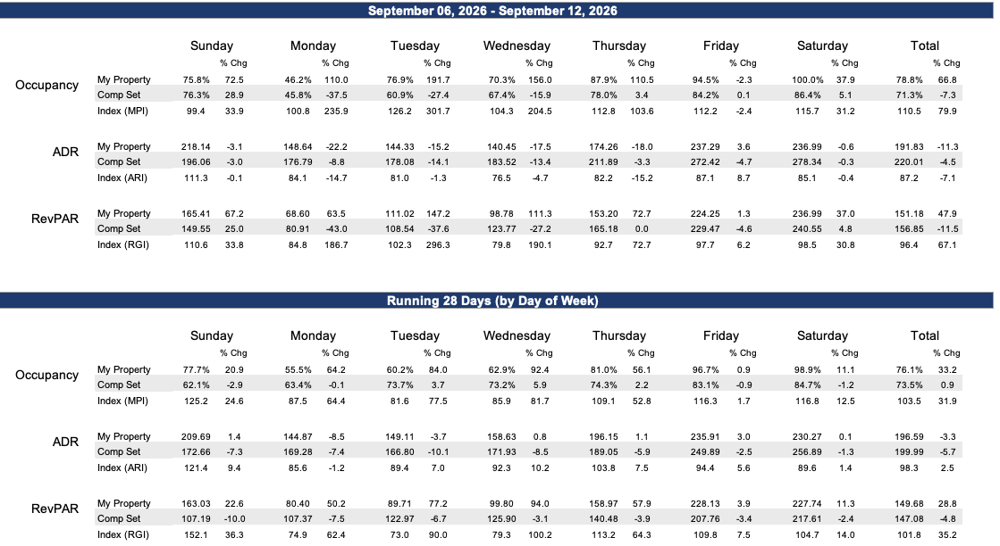 September 06, 2026 - September 12, 2026
Sunday Monday Tuesday Wednesday Thursday Friday Saturday Total
% Chg % Chg % Chg % Chg % Chg % Chg % Chg % Chg
Occupancy
My Property 75.8% 72.5 46.2% 110.0 76.9% 191.7 70.3% 156.0 87.9% 110.5 94.5% -2.3 100.0% 37.9 78.8% 66.8
Comp Set 76.3% 28.9 45.8% -37.5 60.9% -27.4 67.4% -15.9 78.0% 3.4 84.2% 0.1 86.4% 5.1 71.3% -7.3
Index (MPI) 99.4 33.9 100.8 235.9 126.2 301.7 104.3 204.5 112.8 103.6 112.2 -2.4 115.7 31.2 110.5 79.9
ADR
My Property 218.14 -3.1 148.64 -22.2 144.33 -15.2 140.45 -17.5 174.26 -18.0 237.29 3.6 236.99 -0.6 191.83 -11.3
Comp Set 196.06 -3.0 176.79 -8.8 178.08 -14.1 183.52 -13.4 211.89 -3.3 272.42 -4.7 278.34 -0.3 220.01 -4.5
Index (ARI) 111.3 -0.1 84.1 -14.7 81.0 -1.3 76.5 -4.7 82.2 -15.2 87.1 8.7 85.1 -0.4 87.2 -7.1
RevPAR
My Property 165.41 67.2 68.60 63.5 111.02 147.2 98.78 111.3 153.20 72.7 224.25 1.3 236.99 37.0 151.18 47.9
Comp Set 149.55 25.0 80.91 -43.0 108.54 -37.6 123.77 -27.2 165.18 0.0 229.47 -4.6 240.55 4.8 156.85 -11.5
Index (RGI) 110.6 33.8 84.8 186.7 102.3 296.3 79.8 190.1 92.7 72.7 97.7 6.2 98.5 30.8 96.4 67.1
Running 28 Days (by Day of Week)
Sunday Monday Tuesday Wednesday Thursday Friday Saturday Total
% Chg % Chg % Chg % Chg % Chg % Chg % Chg % Chg
Occupancy
My Property 77.7% 20.9 55.5% 64.2 60.2% 84.0 62.9% 92.4 81.0% 56.1 96.7% 0.9 98.9% 11.1 76.1% 33.2
Comp Set 62.1% -2.9 63.4% -0.1 73.7% 3.7 73.2% 5.9 74.3% 2.2 83.1% -0.9 84.7% -1.2 73.5% 0.9
Index (MPI) 125.2 24.6 87.5 64.4 81.6 77.5 85.9 81.7 109.1 52.8 116.3 1.7 116.8 12.5 103.5 31.9
ADR
My Property 209.69 1.4 144.87 -8.5 149.11 -3.7 158.63 0.8 196.15 1.1 235.91 3.0 230.27 0.1 196.59 -3.3
Comp Set 172.66 -7.3 169.28 -7.4 166.80 -10.1 171.93 -8.5 189.05 -5.9 249.89 -2.5 256.89 -1.3 199.99 -5.7
Index (ARI) 121.4 9.4 85.6 -1.2 89.4 7.0 92.3 10.2 103.8 7.5 94.4 5.6 89.6 1.4 98.3 2.5
RevPAR
My Property 163.03 22.6 80.40 50.2 89.71 77.2 99.80 94.0 158.97 57.9 228.13 3.9 227.74 11.3 149.68 28.8
Comp Set 107.19 -10.0 107.37 -7.5 122.97 -6.7 125.90 -3.1 140.48 -3.9 207.76 -3.4 217.61 -2.4 147.08 -4.8
Index (RGI) 152.1 36.3 74.9 62.4 73.0 90.0 79.3 100.2 113.2 64.3 109.8 7.5 104.7 14.0 101.8 35.2